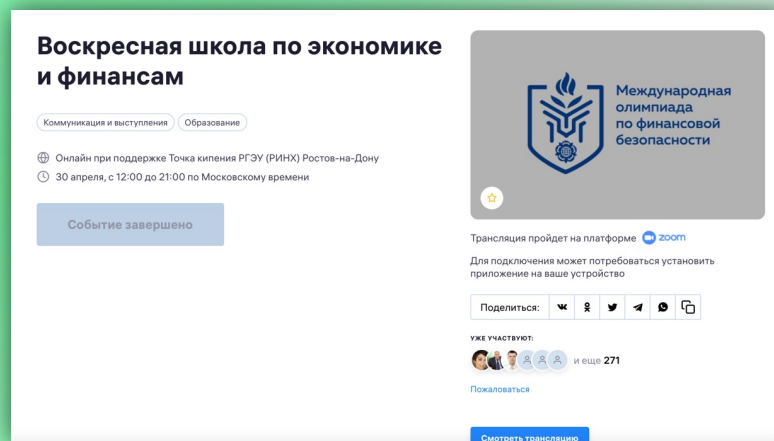 Воскресная школа по экономике
и финансам
Коммуникация и выступления
Образование
Онлайн при поддержке Точка кипения РГЭУ (РИНХ) Ростов-на-Дону
30 апреля, с 12:00 до 21:00 по Московскому времени
Событие завершено
Международная
олимпиада
по финансовой
безопасности
Трансляция пройдет на платформе zoom
Для подключения может потребоваться установить
приложение на ваше устройство
Поделиться:
УЖЕ УЧАСТВУЮТ:
и еще 271
Пожаловаться
Смотреть трансляцию